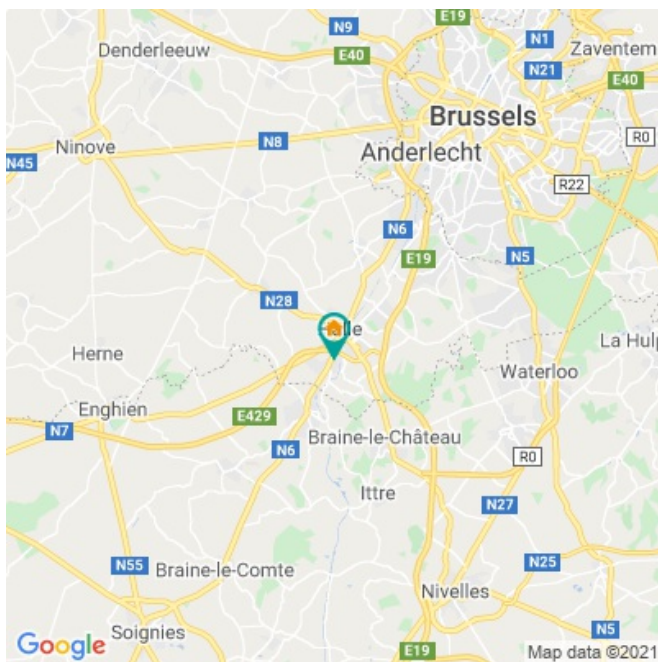 E19
N9
N1
Denderleeuw
Zaventem
E40
N21
E40
Brussels
N8
R0
Ninove
Anderlecht
N45
R22
N6
N5
E19
N28
Halle
La Hulp
Herne
Waterloo
Enghien
E429
N7
Braine-le-Château
N6
R0
Ittre
N27
N55
Braine-le-Comte
N25
Nivelles
Soignies
N5
E19
Google
Map data ©2021